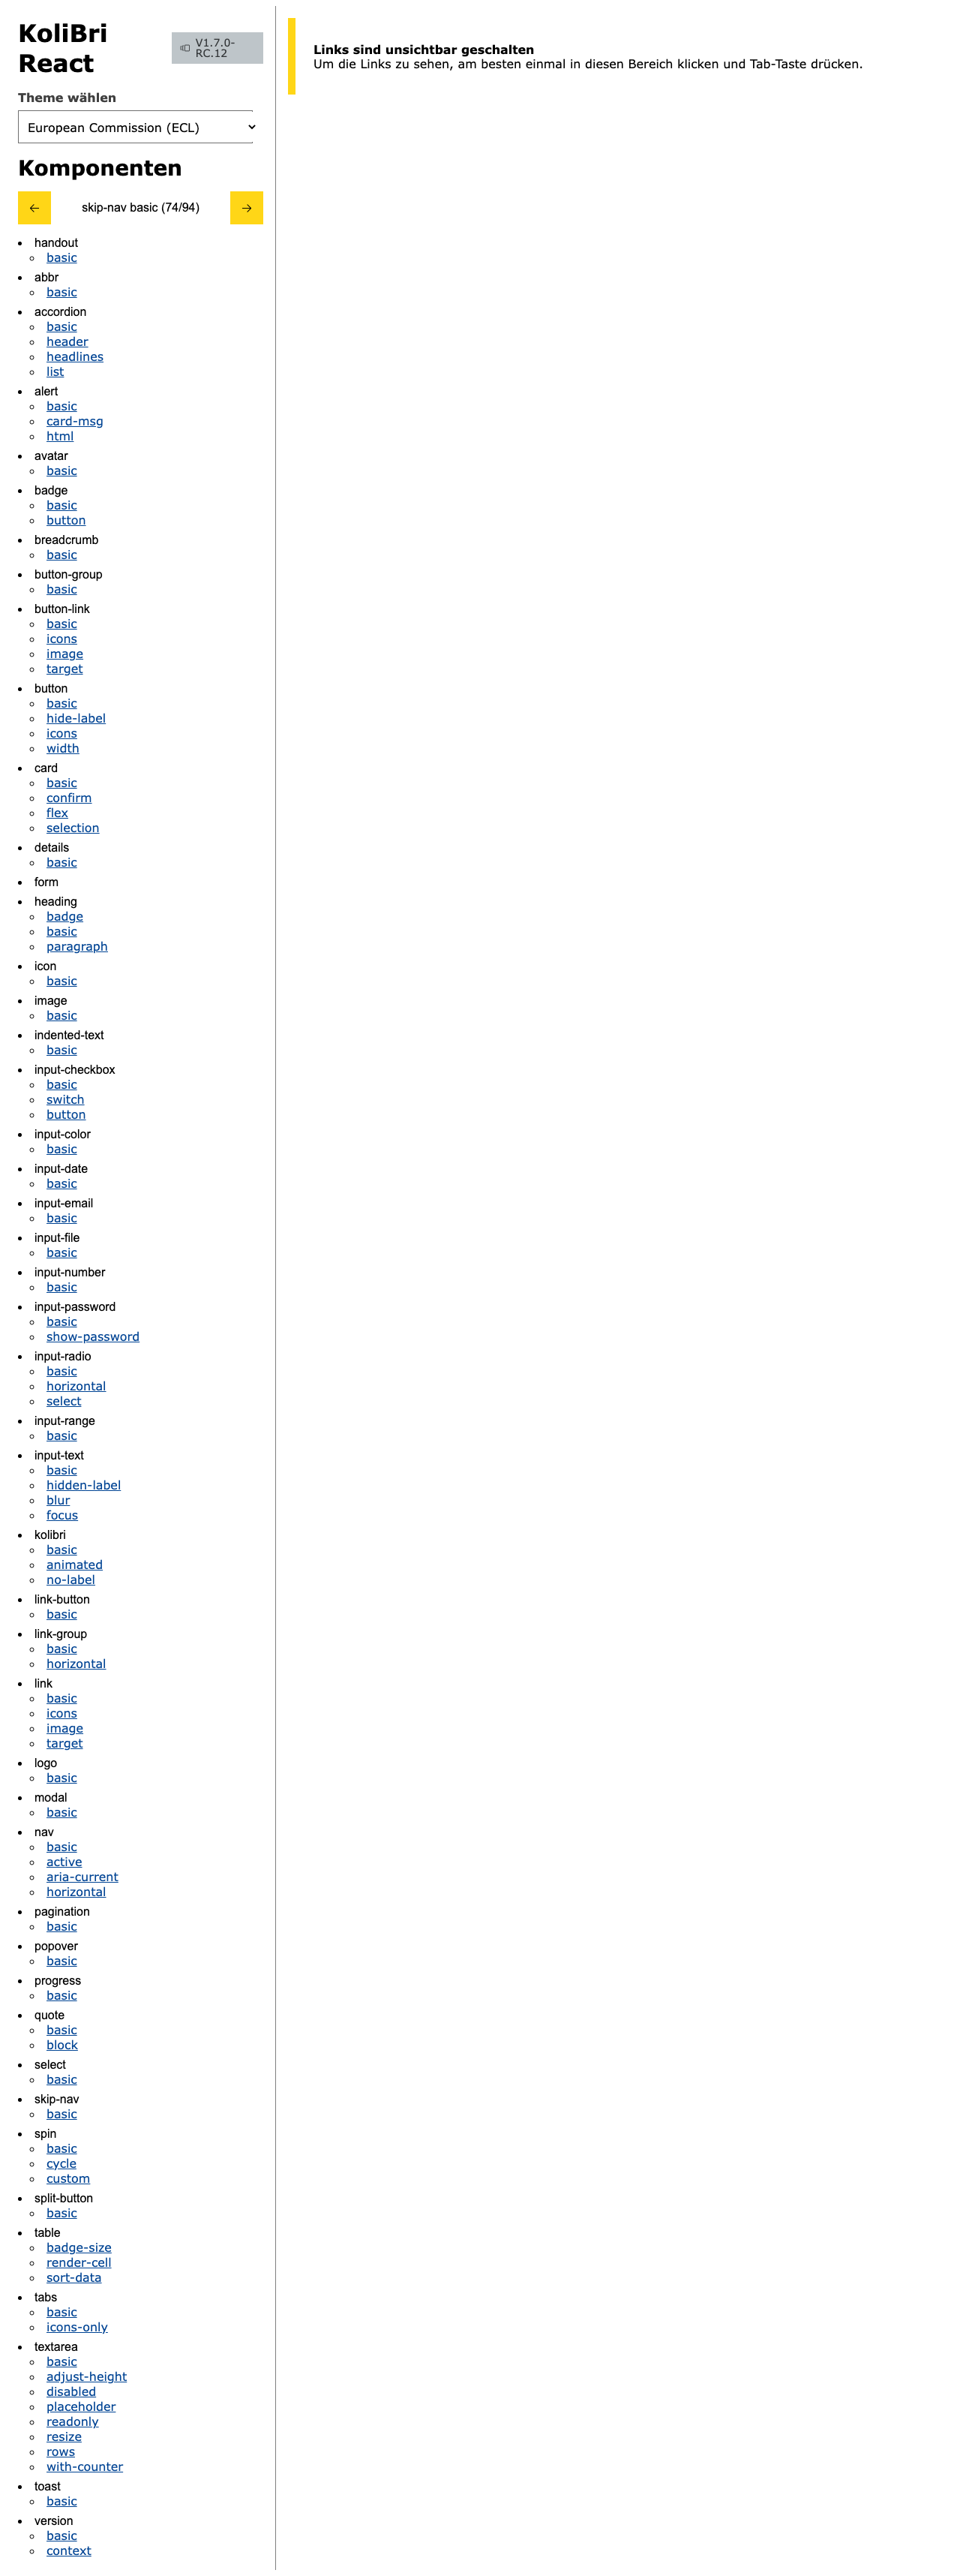 KoliBri
React
V1.7.0-
RC.12
Theme wählen
European Commission (ECL)
Komponenten
← skip-nav basic (74/94) →
handout
basic
abbr
basic
accordion
basic
header
headlines
list
alert
basic
card-msg
html
avatar
basic
badge
basic
button
breadcrumb
basic
button-group
basic
button-link
basic
icons
image
target
button
basic
hide-label
icons
width
card
basic
confirm
flex
selection
details
basic
form
heading
badge
basic
paragraph
icon
basic
image
basic
indented-text
basic
input-checkbox
basic
switch
button
input-color
basic
input-date
basic
input-email
basic
input-file
basic
input-number
basic
input-password
basic
show-password
input-radio
basic
horizontal
select
input-range
basic
input-text
basic
hidden-label
blur
focus
kolibri
basic
animated
no-label
link-button
basic
link-group
basic
horizontal
link
basic
icons
image
target
logo
basic
modal
basic
nav
basic
active
aria-current
horizontal
pagination
basic
popover
basic
progress
basic
quote
basic
block
select
basic
skip-nav
basic
spin
basic
cycle
custom
split-button
basic
table
badge-size
render-cell
sort-data
tabs
basic
icons-only
textarea
basic
adjust-height
disabled
placeholder
readonly
resize
rows
with-counter
toast
basic
version
basic
context
Links sind unsichtbar geschalten
Um die Links zu sehen, am besten einmal in diesen Bereich klicken und Tab-Taste drücken.